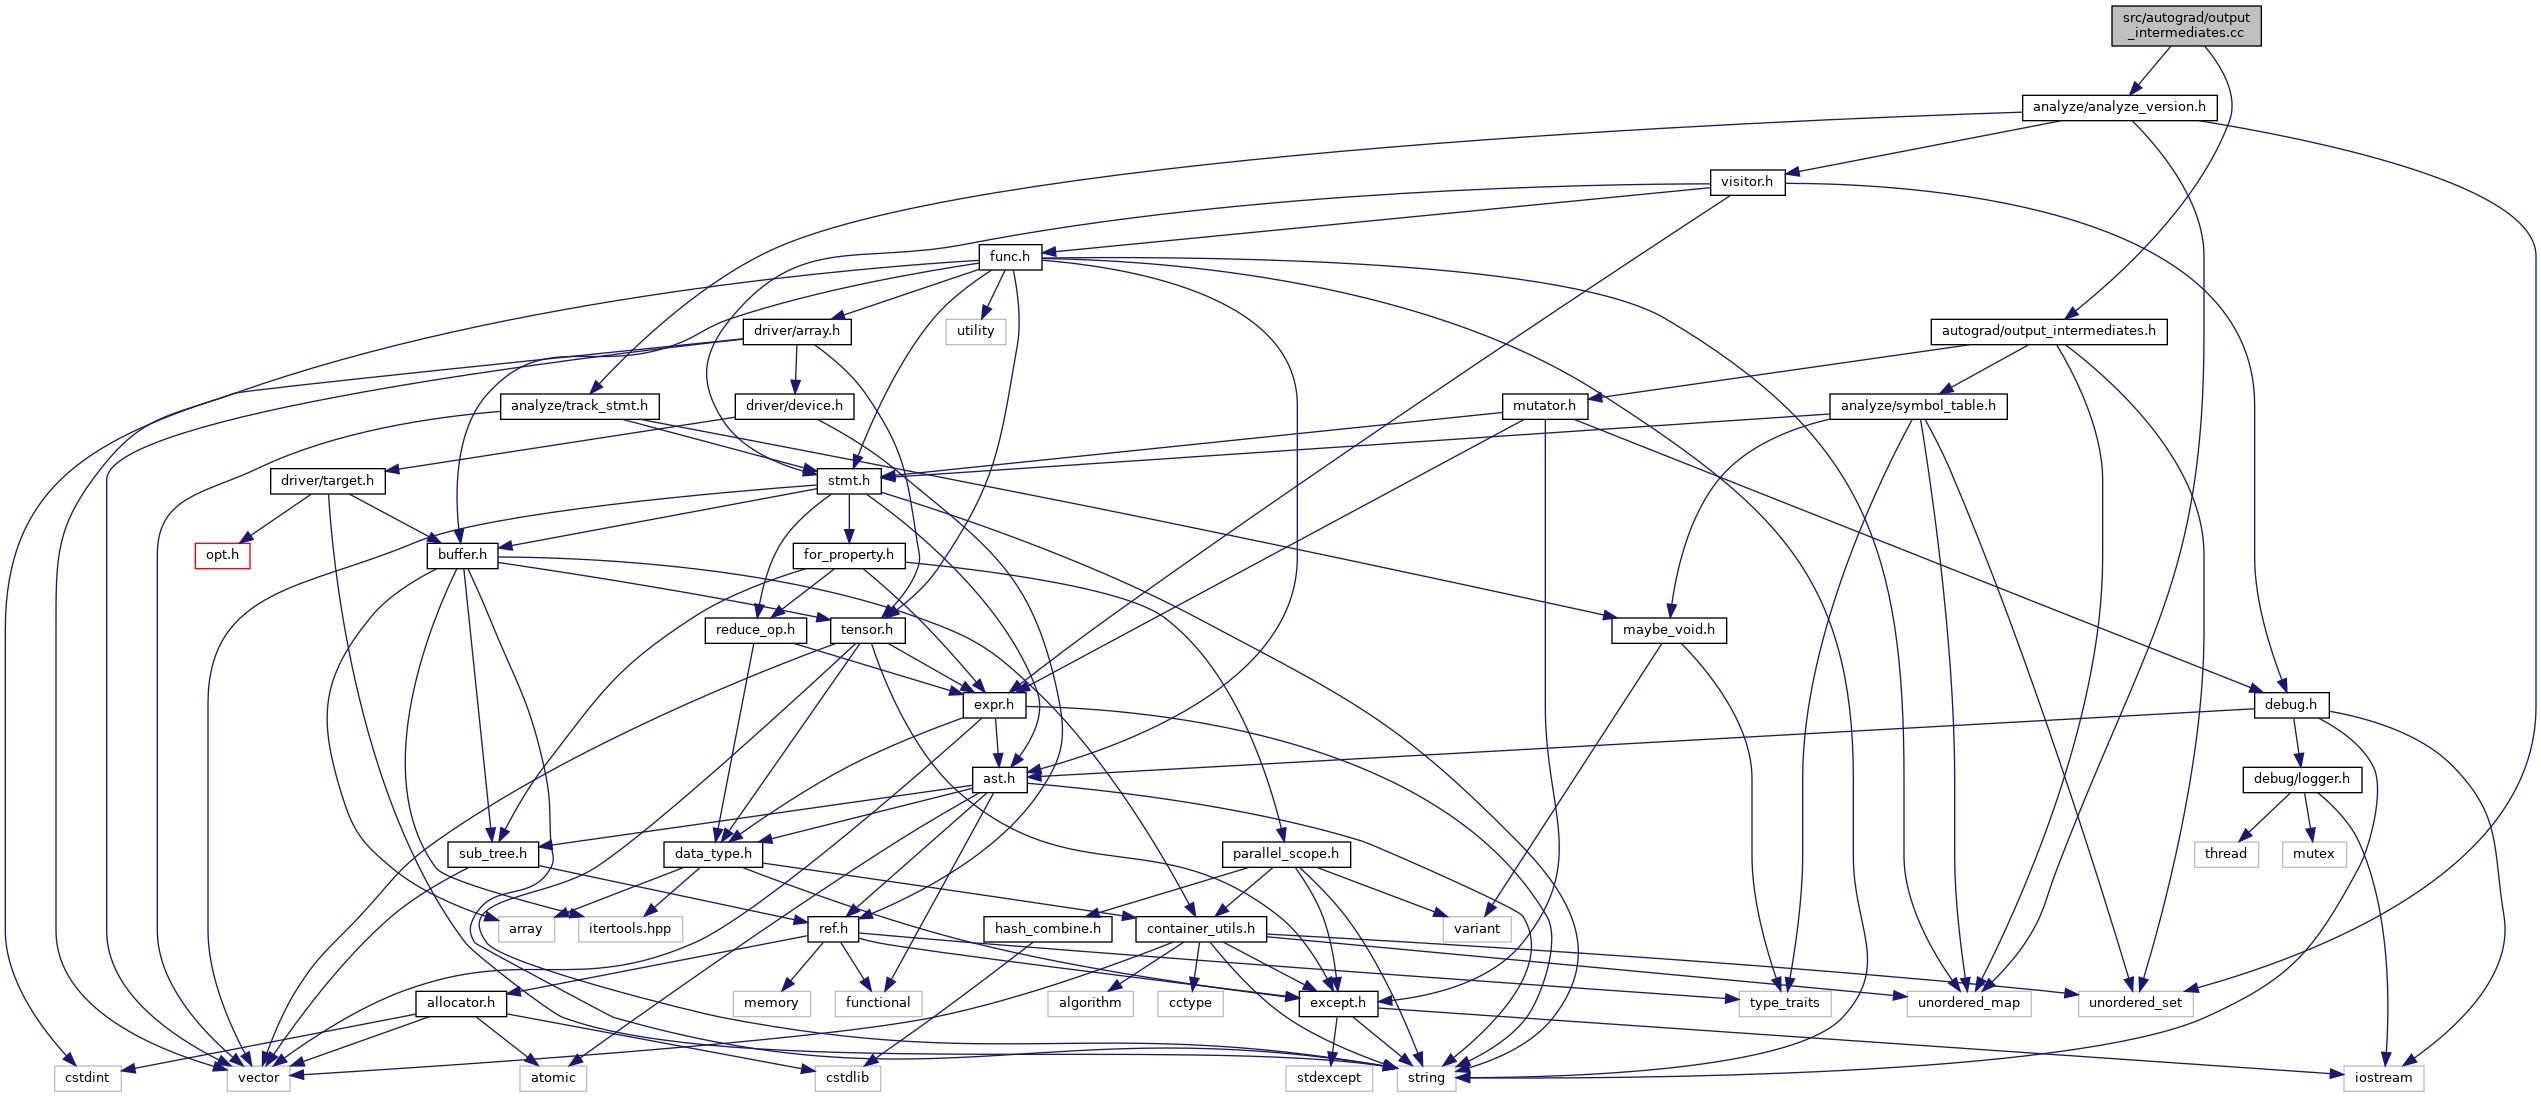 src/autograd/output
_intermediates.cc
analyze/analyze_version.h
visitor.h
func.h
driver/array.h
utility
autograd/output_intermediates.h
analyze/track_stmt.h
driver/device.h
mutator.h
analyze/symbol_table.h
driver/target.h
stmt.h
opt.h
buffer.h
for_property.h
reduce_op.h
tensor.h
maybe_void.h
expr.h
debug.h
ast.h
debug/logger.h
sub_tree.h
data_type.h
parallel_scope.h
thread
mutex
array
itertools.hpp
ref.h
hash_combine.h
container_utils.h
variant
allocator.h
memory
functional
algorithm
cctype
except.h
type_traits
unordered_map
unordered_set
cstdint
vector
atomic
cstdlib
stdexcept
string
iostream